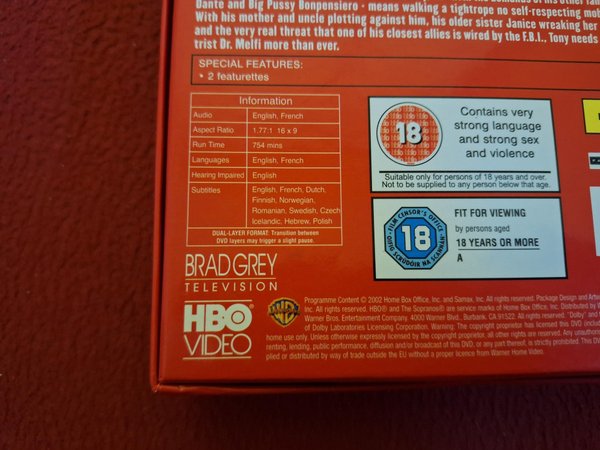 Dante and Big Pussy Bonpensiero - means walking a tightrope no self-respecting mob
With his mother and uncle plotting against him, his older sister Janice wreaking her
and the very real threat that one of his closest allies is wired by the F.B.I., Tony needs
trist Dr. Melfi more than ever.
SPECIAL FEATURES:
• 2 featurettes
Information
Audio English, French
Aspect Ratio 1.77:1 16 x 9
Run Time 754 mins
Languages English, French
Hearing Impaired English
Subtitles English, French, Dutch,
Finnish, Norwegian,
Romanian, Swedish, Czech
Icelandic, Hebrew, Polish
DUAL-LAYER FORMAT: Transition between
DVD layers may trigger a slight pause.
18
Contains very
strong language
and strong sex
and violence
Suitable only for persons of 18 years and over.
Not to be supplied to any person below that age.
FILM CENSOR'S OFFICE
18
OIFIG SCRÚDÓIR NA SCANNÁN
FIT FOR VIEWING
by persons aged
18 YEARS OR MORE
A
BRAD GREY
TELEVISION
HBO
VIDEO
WB
Programme Content © 2002 Home Box Office, Inc. and Samax, Inc. All rights reserved. Package Design and Artw
Inc. All rights reserved. HBO® and The Sopranos® are service marks of Home Box Office, Inc. Distributed by W
Warner Bros. Entertainment Company. 4000 Warner Blvd., Burbank. CA 91522. All rights reserved. "Dolby" and t
of Dolby Laboratories Licensing Corporation. Warning: The copyright proprietor has licensed this DVD (includ
home use only. Unless otherwise expressly licensed by the copyright proprietor, all other rights are reserved. Any unauthoris
renting, lending, public performance, diffusion and/or broadcast of this DVD, or any part thereof, is strictly prohibited. This DV
plied or distributed by way of trade outside the EU without a proper licence from Warner Home Video.